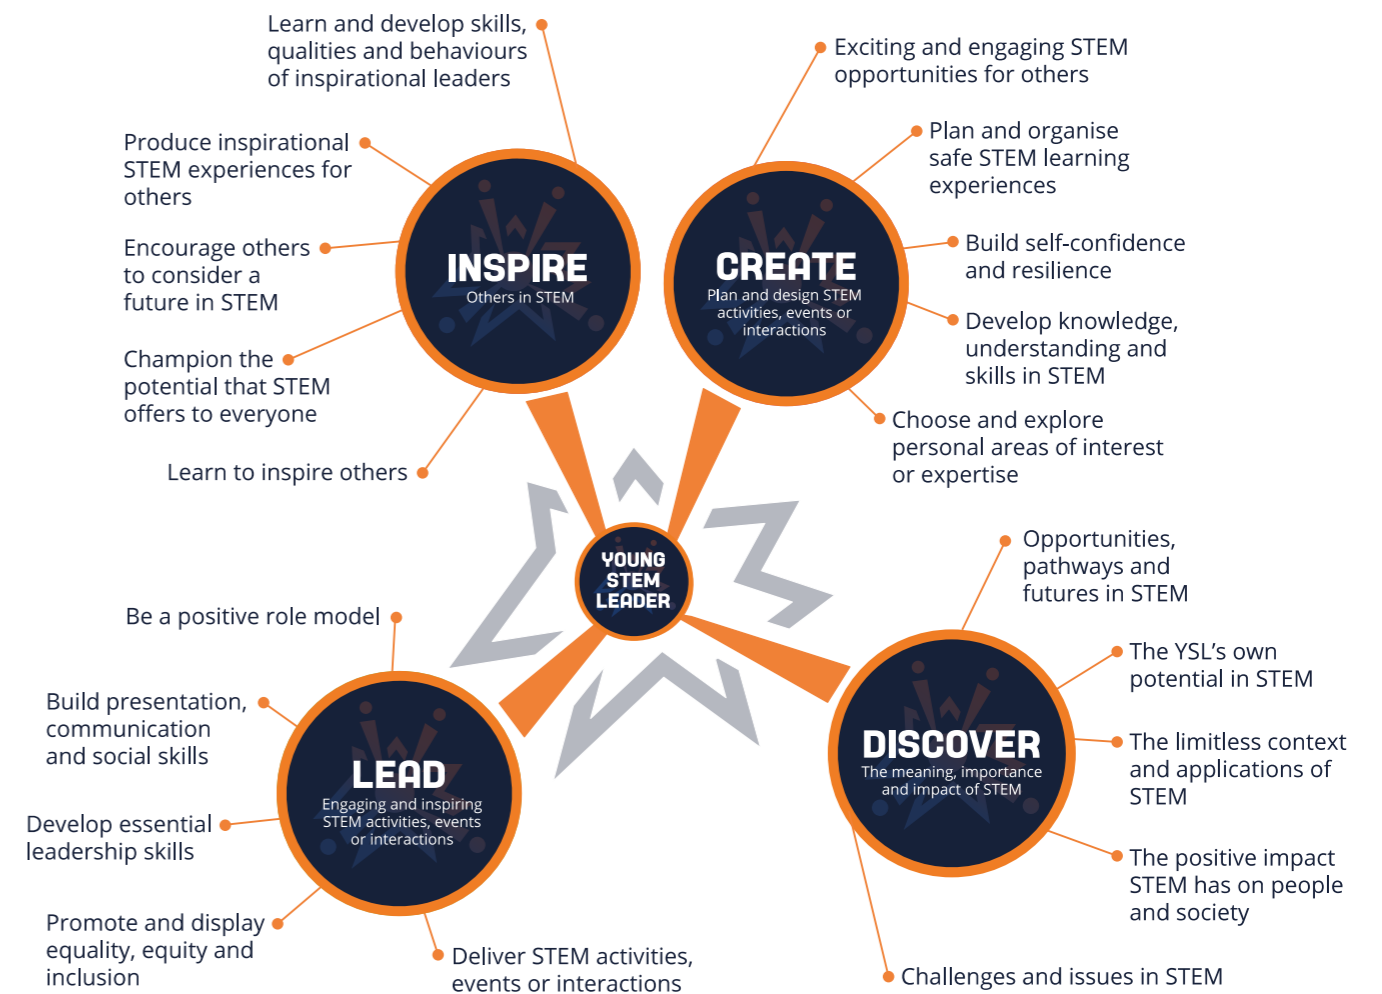 Learn and develop skills,
qualities and behaviours
of inspirational leaders
Produce inspirational
STEM experiences for
others
Encourage others
to consider a
future in STEM
Champion the
potential that STEM
offers to everyone
Learn to inspire others
INSPIRE
Others in STEM
Exciting and engaging STEM
opportunities for others
Plan and organise
safe STEM learning
experiences
Build self-confidence
and resilience
Develop knowledge,
understanding and
skills in STEM
Choose and explore
personal areas of interest
or expertise
CREATE
Plan and design STEM
activities, events or
interactions
YOUNG
STEM
LEADER
Be a positive role model
Build presentation,
communication
and social skills
Develop essential
leadership skills
Promote and display
equality, equity and
inclusion
Deliver STEM activities,
events or interactions
LEAD
Engaging and inspiring
STEM activities, events
or interactions
Opportunities,
pathways and
futures in STEM
The YSL’s own
potential in STEM
The limitless context
and applications of
STEM
The positive impact
STEM has on people
and society
Challenges and issues in STEM
DISCOVER
The meaning, importance
and impact of STEM